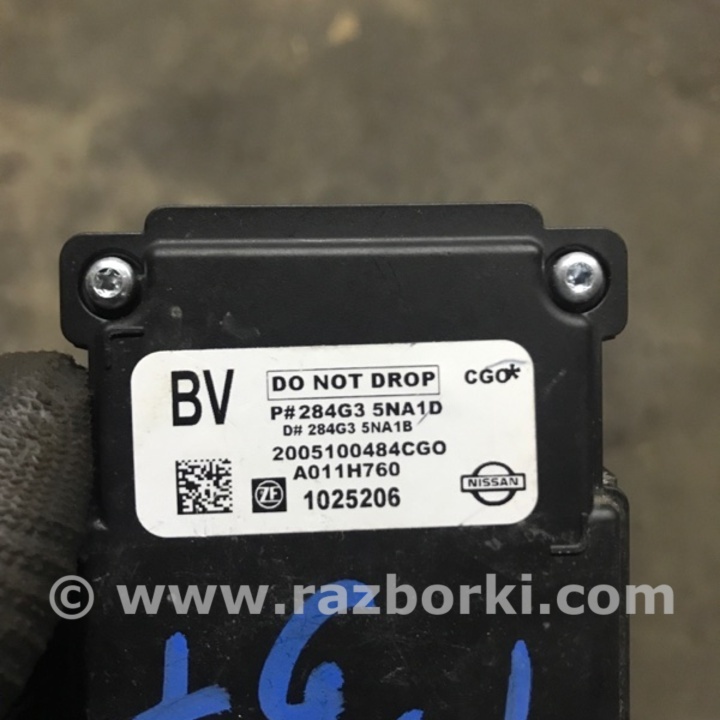 BV
DO NOT DROP
CGO*
P#284G3 5NA1D
D# 284G3 5NA1B
2005100484CGO
A011H760
ZF
1025206
NISSAN
© www.razborki.com